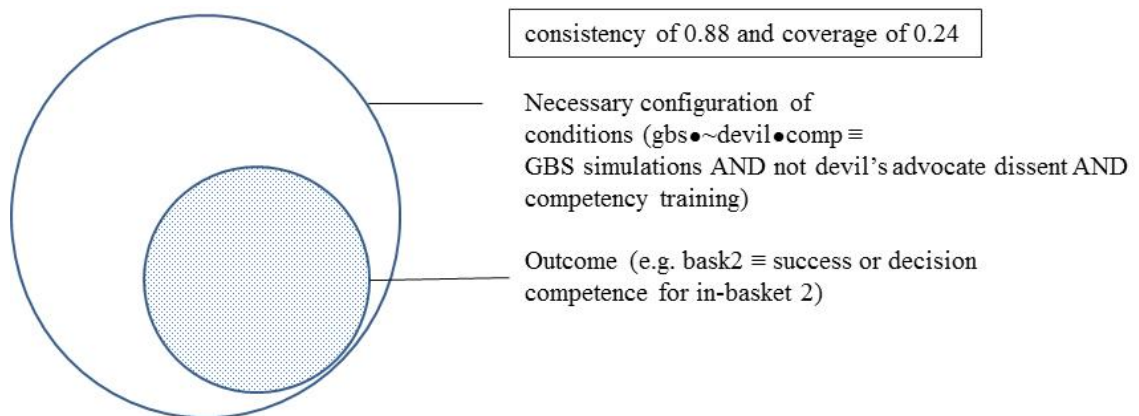 consistency of 0.88 and coverage of 0.24
Necessary configuration of
conditions (gbs●~devil●comp ≡
GBS simulations AND not devil’s advocate dissent AND
competency training)
Outcome (e.g. bask2 ≡ success or decision
competence for in-basket 2)